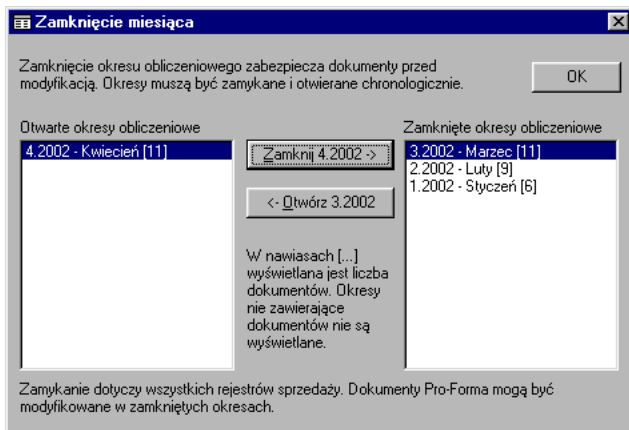 Zamknięcie miesiąca
Zamknięcie okresu obliczeniowego zabezpiecza dokumenty przed
modyfikacją. Okresy muszą być zamykane i otwierane chronologicznie.
OK
Otwarte okresy obliczeniowe
4.2002 - Kwiecień [11]
Zamknij 4.2002 ->
<- Otwórz 3.2002
W nawiasach [...]
wyświetlana jest liczba
dokumentów. Okresy
nie zawierające
dokumentów nie są
wyświetlane.
Zamknięte okresy obliczeniowe
3.2002 - Marzec [11]
2.2002 - Luty [9]
1.2002 - Styczeń [6]
Zamykanie dotyczy wszystkich rejestrów sprzedaży. Dokumenty Pro-Forma mogą być
modyfikowane w zamkniętych okresach.